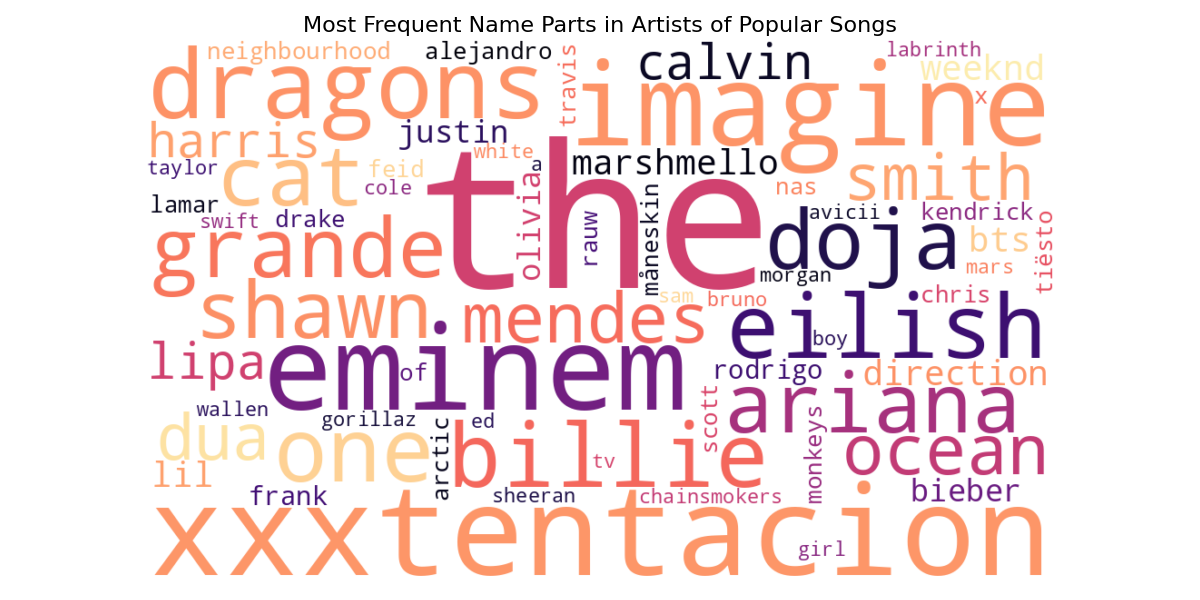 Most Frequent Name Parts in Artists of Popular Songs
neighbourhood
alejandro
travis
calvin
labrinth
weeknd
dragons
imagine
x
harris
justin
white
a
marshmello
smith
taylor
cat
feid
cole
the
olivia
nas
lamar
swift
drake
rauw
måneskin
doja
avicii
kendrick
bts
tiësto
grande
morgan
mars
shawn
mendes
sam
bruno
eilish
chris
boy
lipa
eminem
of
rodrigo
direction
wallen
gorillaz
ed
scott
ariana
dua
one
arctic
billie
tv
monkeys
ocean
lil
frank
sheeran
chainsmokers
bieber
xxxtentacion
girl